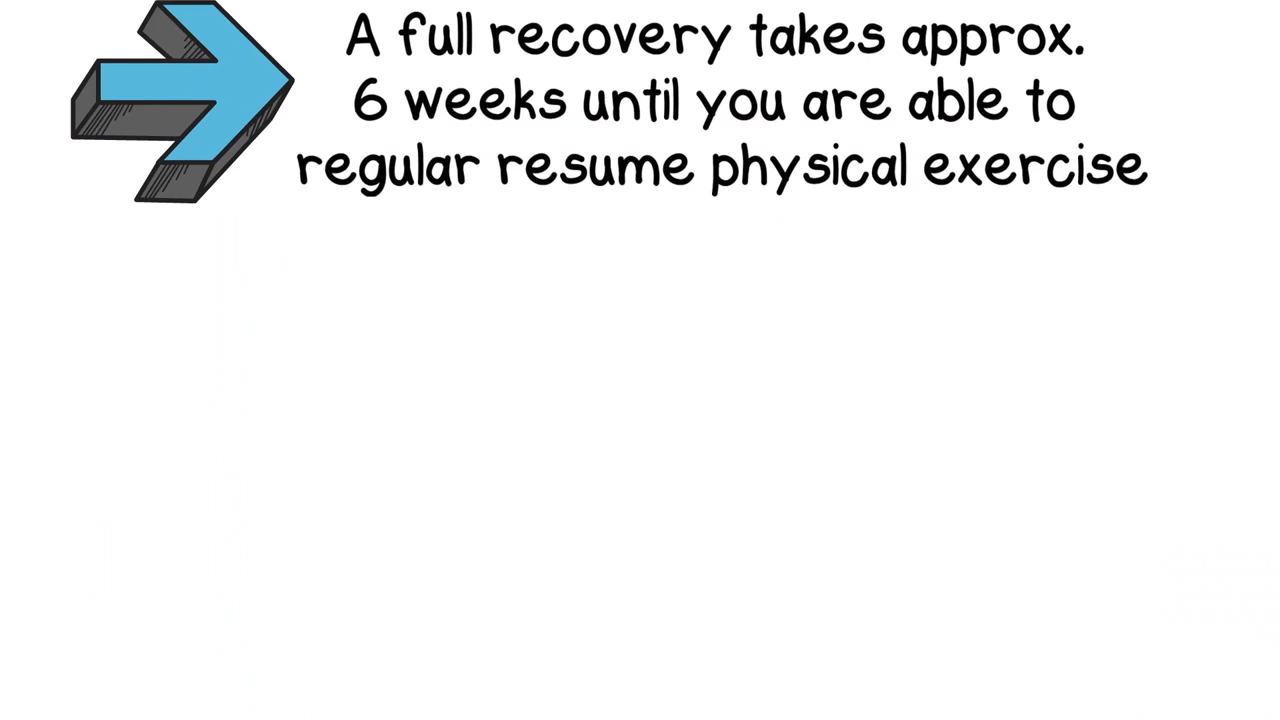 A full recovery takes approx.
6 weeks until you are able to
regular resume physical exercise